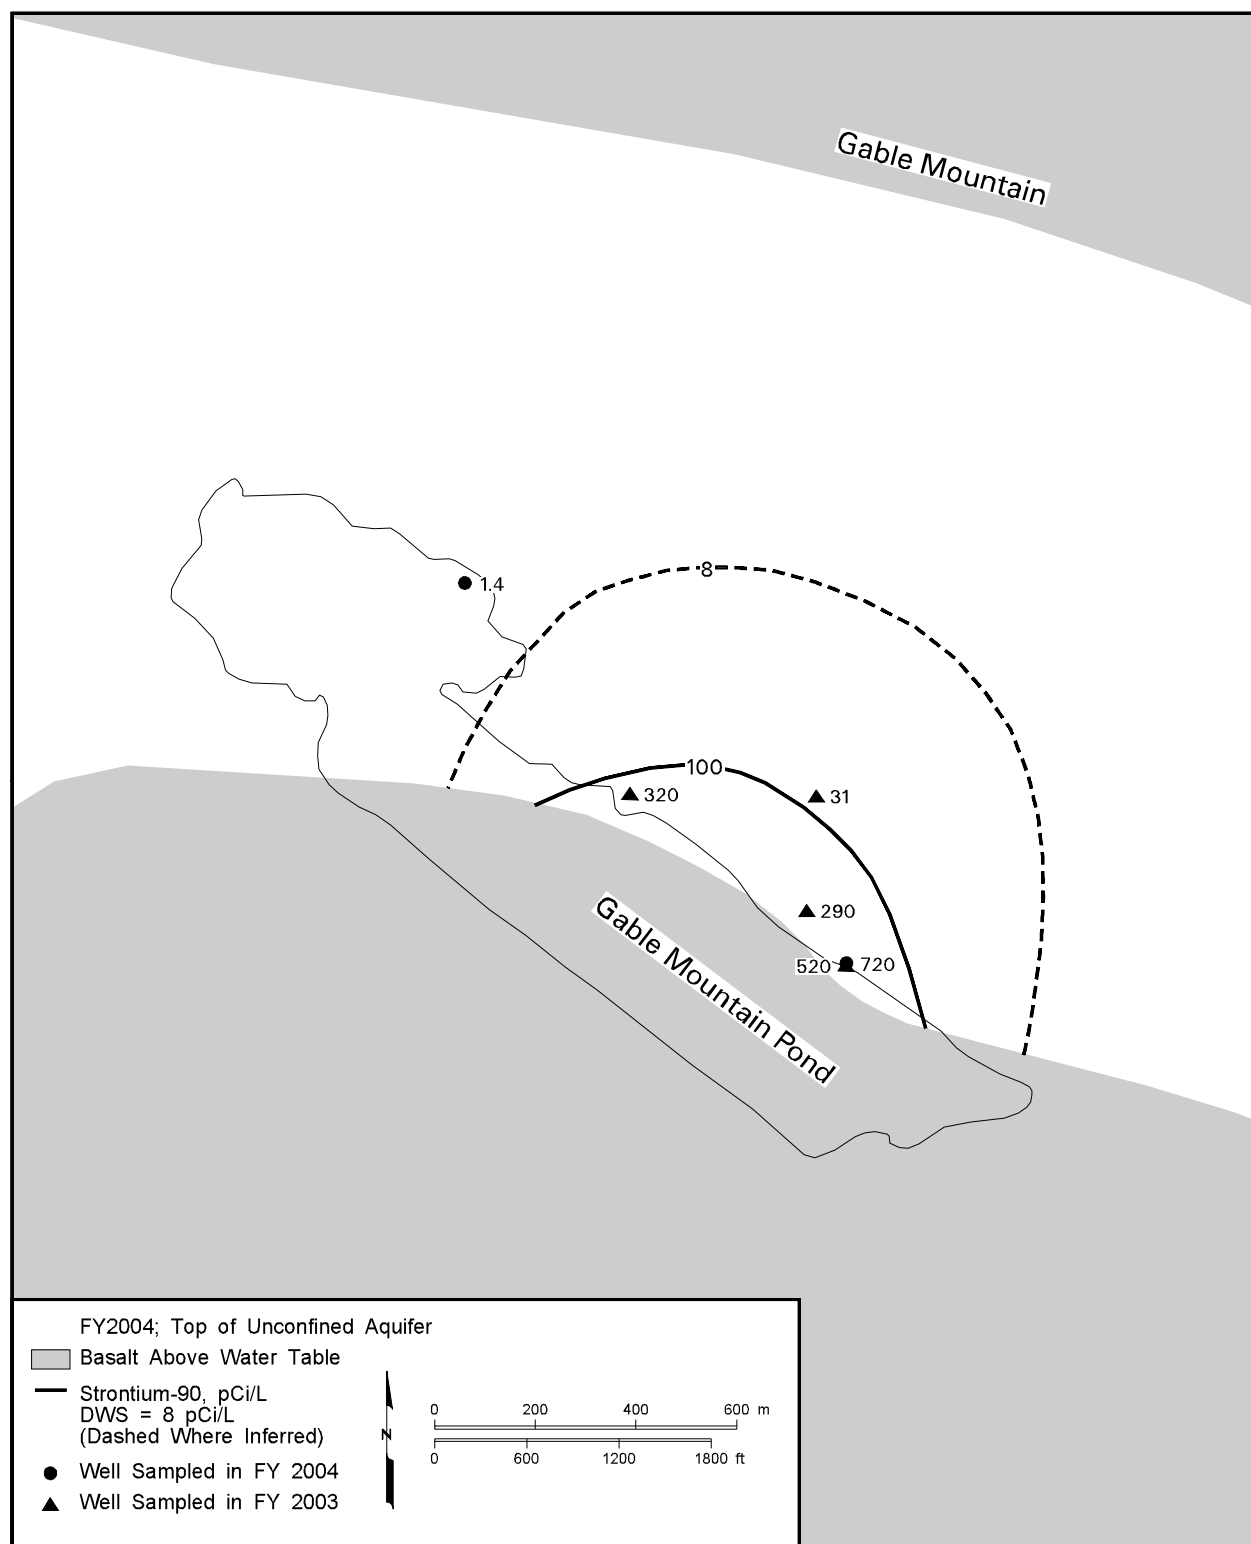 Gable Mountain
1.4
8
100
320
31
290
520
720
Gable Mountain Pond
FY2004; Top of Unconfined Aquifer
Basalt Above Water Table
Strontium-90, pCi/L
DWS = 8 pCi/L
(Dashed Where Inferred)
Well Sampled in FY 2004
Well Sampled in FY 2003
N
0 200 400 600 m
0 600 1200 1800 ft